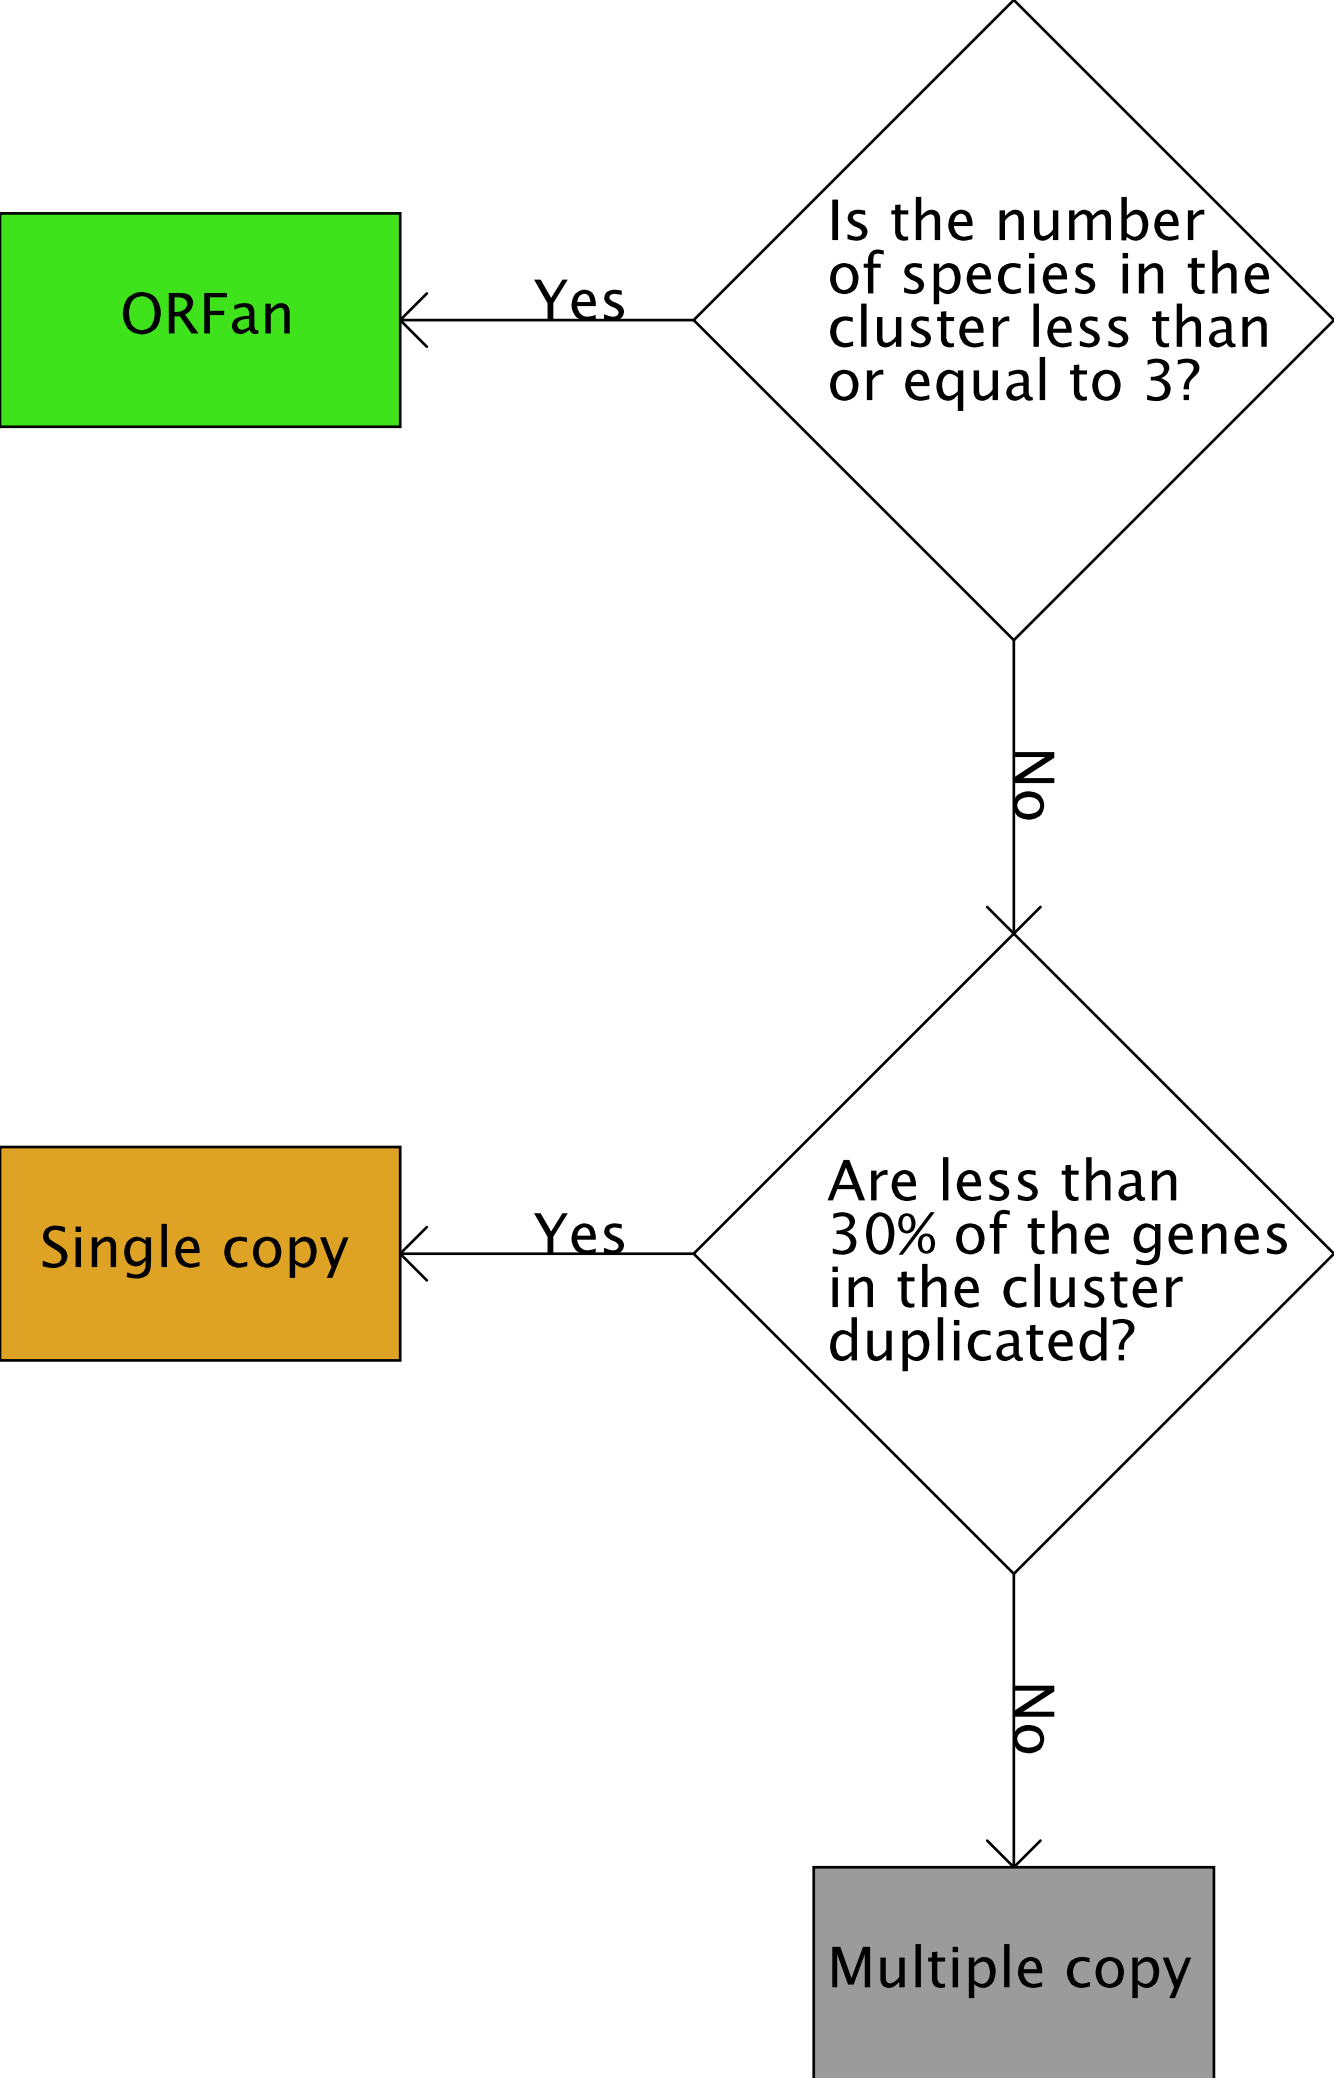 Is the number
of species in the
cluster less than
or equal to 3?
Yes
ORFan
No
Are less than
30% of the genes
in the cluster
duplicated?
Yes
Single copy
No
Multiple copy